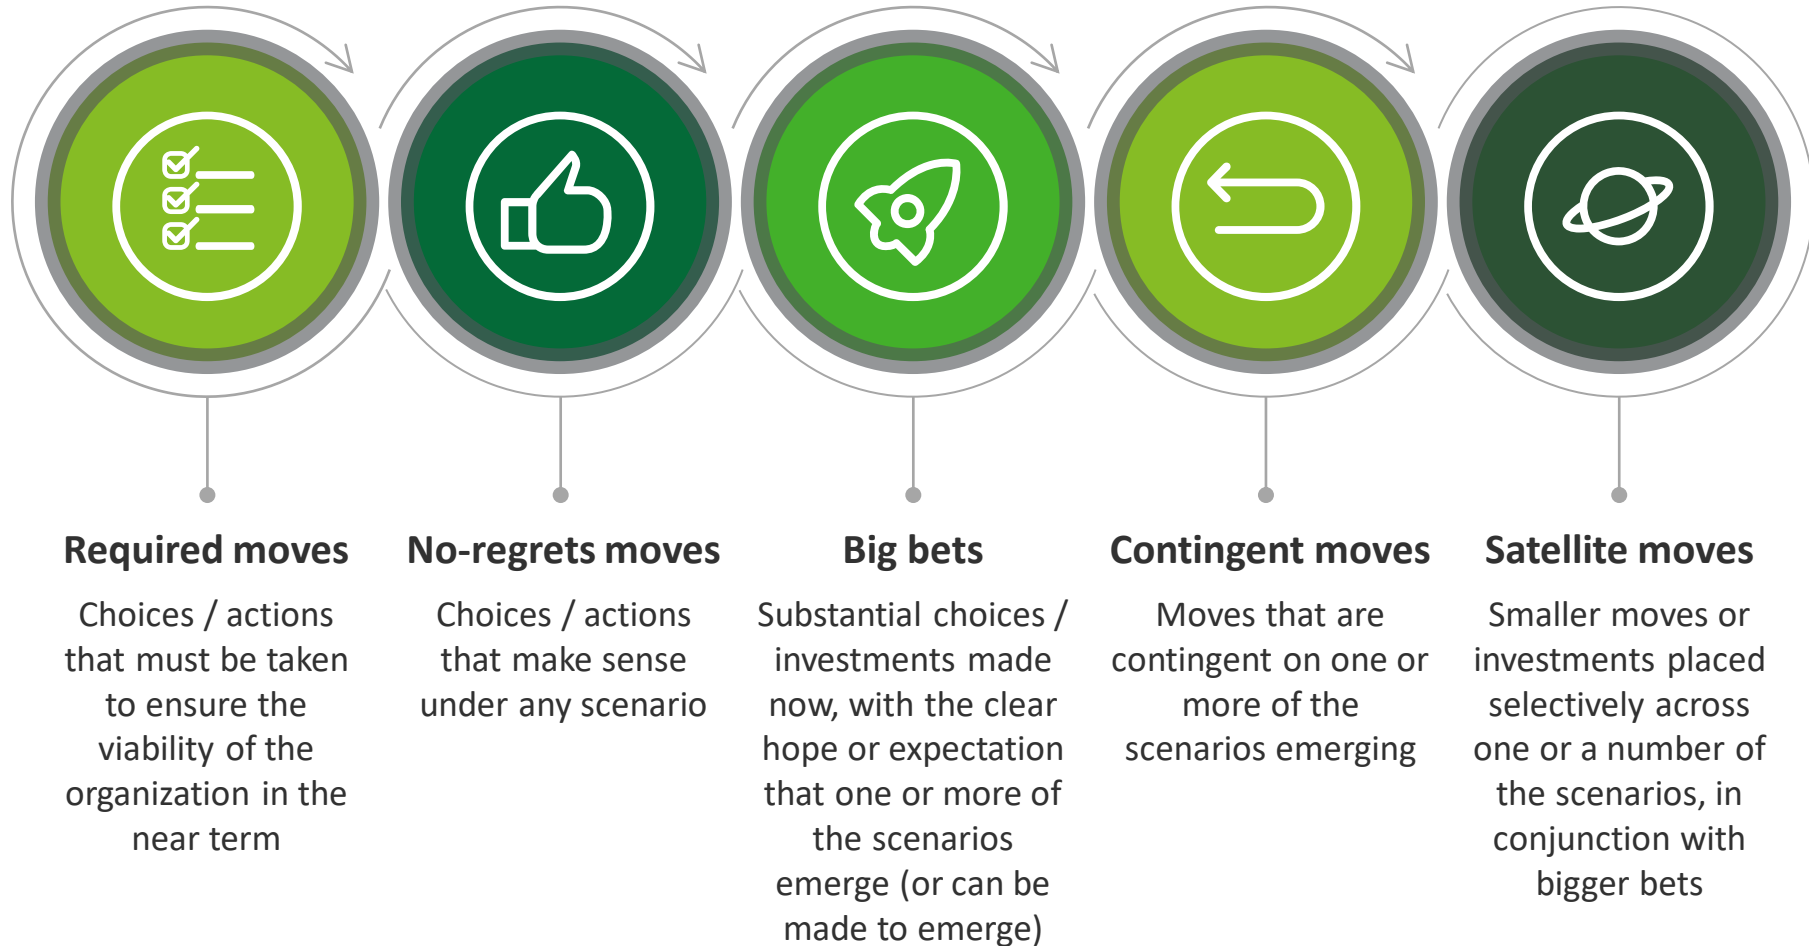 Required moves
Choices / actions
that must be taken
to ensure the
viability of the
organization in the
near term
No-regrets moves
Choices / actions
that make sense
under any scenario
Big bets
Substantial choices /
investments made
now, with the clear
hope or expectation
that one or more of
the scenarios
emerge (or can be
made to emerge)
Contingent moves
Moves that are
contingent on one or
more of the
scenarios emerging
Satellite moves
Smaller moves or
investments placed
selectively across
one or a number of
the scenarios, in
conjunction with
bigger bets